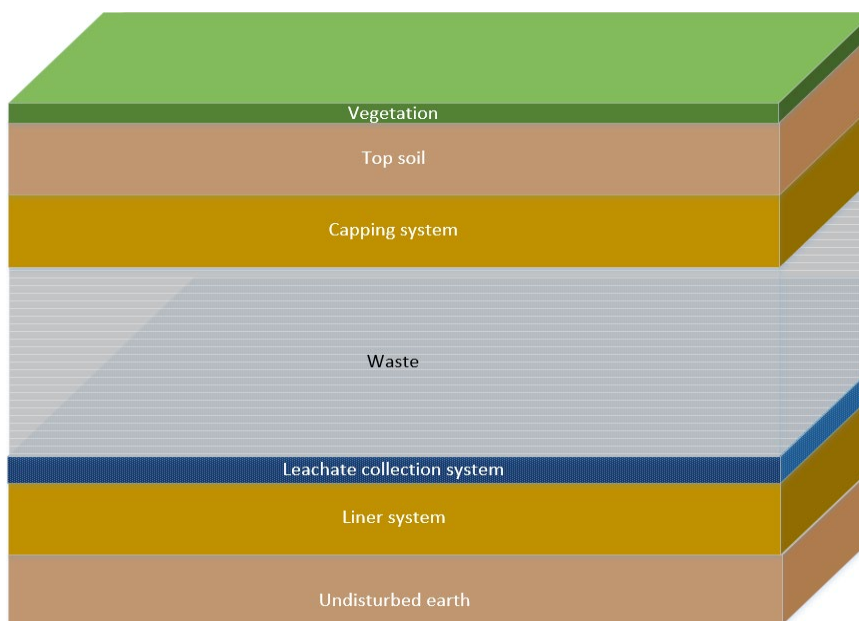 Vegetation
Top soil
Capping system
Waste
Leachate collection system
Liner system
Undisturbed earth